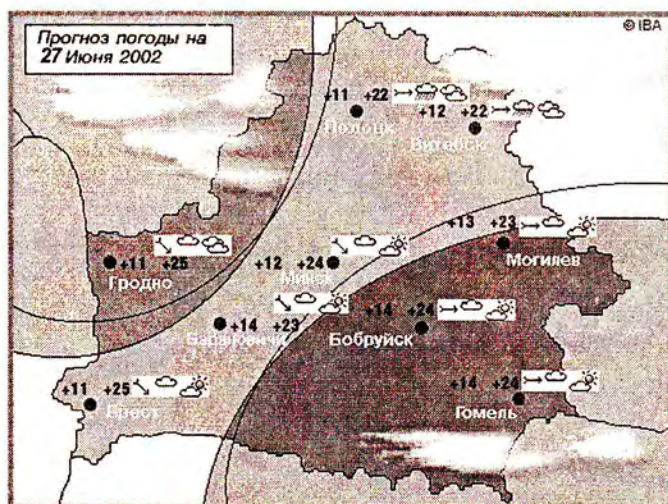 Прогноз погоды на
27 Июня 2002
© IBA
+11 +22
Полоцк
+12 +22
Витебск
+13 +23
Могилев
+11 +25
Гродно
+12 +24
Минск
+14 +23
Барановичи
+14 +24
Бобруйск
+11 +25
Брест
+14 +24
Гомель